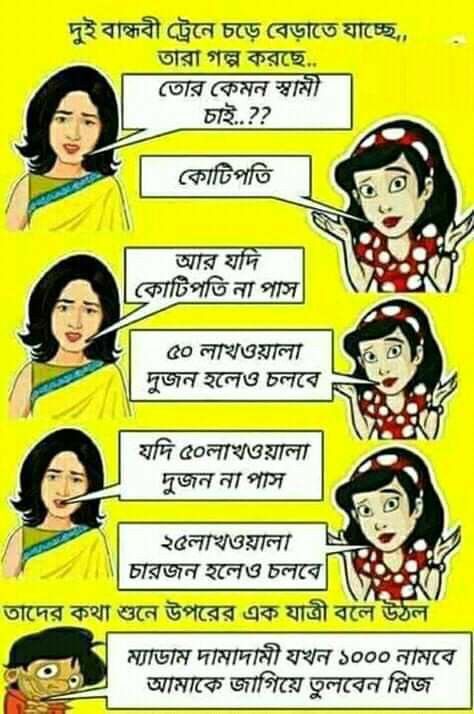 দুই বান্ধবী ট্রেনে চড়ে বেড়াতে যাচ্ছে,,
তারা গল্প করছে..
তোর কেমন স্বামী
চাই..??
কোটিপতি
আর যদি
কোটিপতি না পাস
৫০ লাখওয়ালা
দুজন হলেও চলবে
যদি ৫০লাখওয়ালা
দুজন না পাস
২৫লাখওয়ালা
চারজন হলেও চলবে
তাদের কথা শুনে উপরের এক যাত্রী বলে উঠল
ম্যাডাম দামাদামী যখন ১০০০ নামবে
আমাকে জাগিয়ে তুলবেন প্লিজ